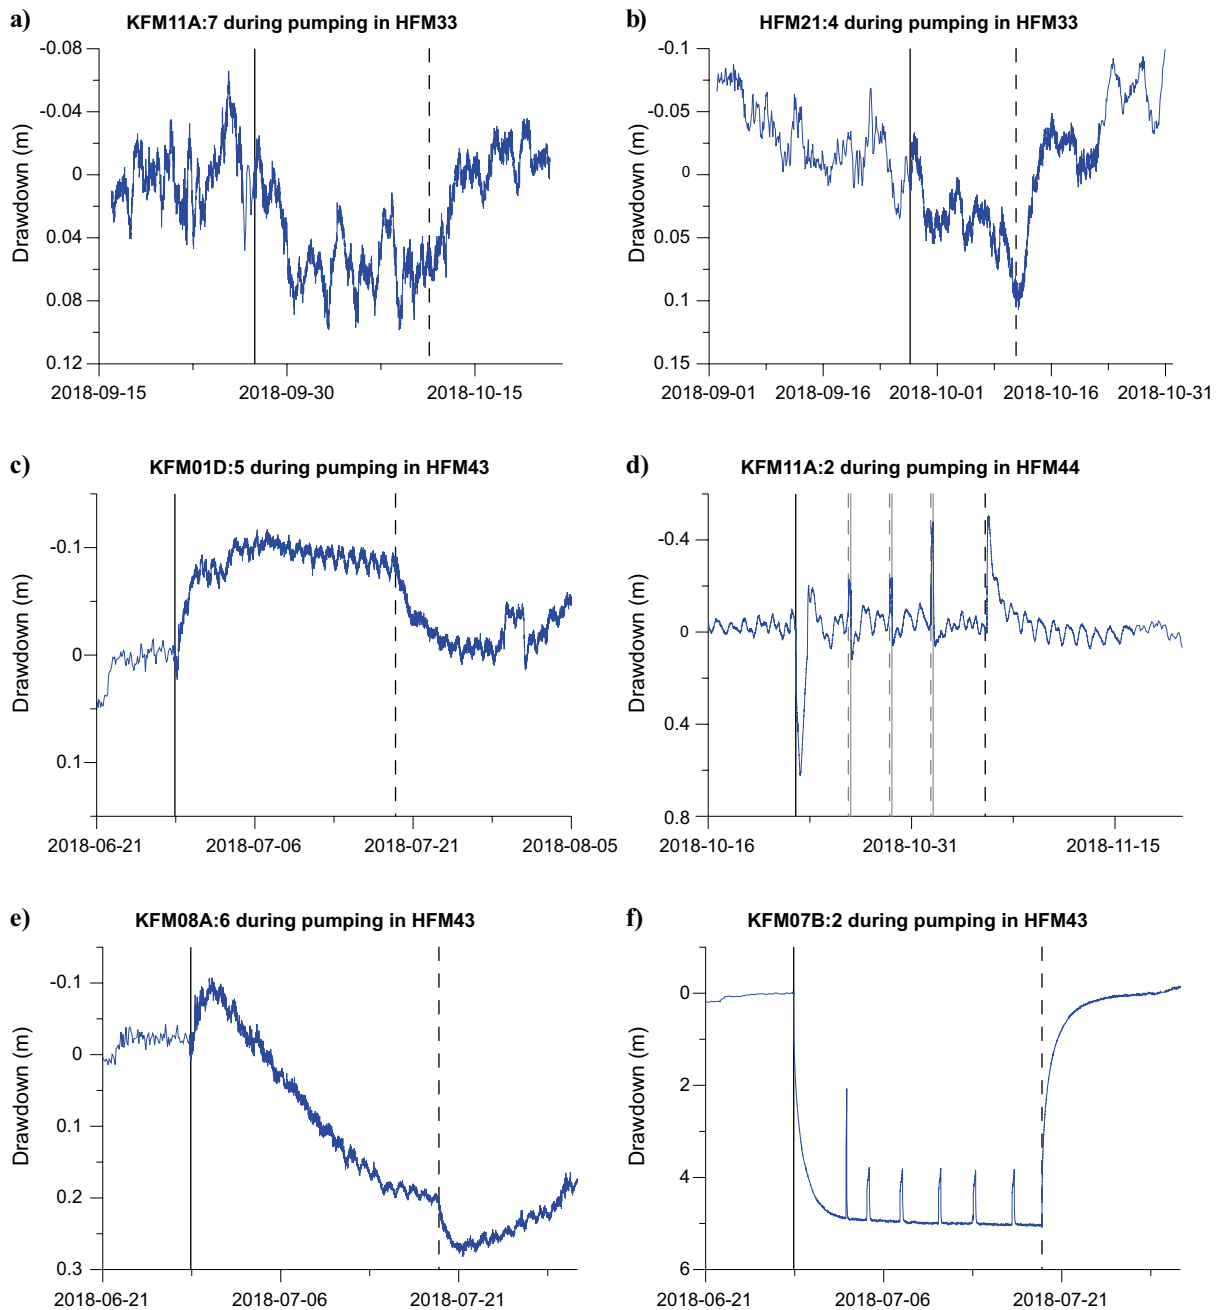 a)
KFM11A:7 during pumping in HFM33
-0.08
-0.04
0
0.04
0.08
0.12
Drawdown (m)
2018-09-15
2018-09-30
2018-10-15
b)
HFM21:4 during pumping in HFM33
-0.1
-0.05
0
0.05
0.1
0.15
Drawdown (m)
2018-09-01
2018-09-16
2018-10-01
2018-10-16
2018-10-31
c)
KFM01D:5 during pumping in HFM43
-0.1
0
0.1
Drawdown (m)
2018-06-21
2018-07-06
2018-07-21
2018-08-05
d)
KFM11A:2 during pumping in HFM44
-0.4
0
0.4
0.8
Drawdown (m)
2018-10-16
2018-10-31
2018-11-15
e)
KFM08A:6 during pumping in HFM43
-0.1
0
0.1
0.2
0.3
Drawdown (m)
2018-06-21
2018-07-06
2018-07-21
f)
KFM07B:2 during pumping in HFM43
0
2
4
6
Drawdown (m)
2018-06-21
2018-07-06
2018-07-21